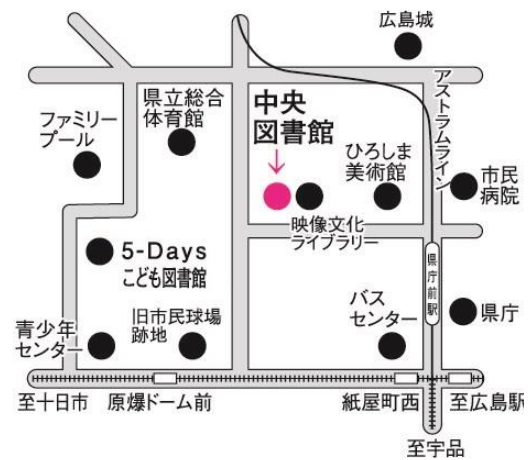 広島城
県立総合
体育館
中央
図書館
アストラムライン
ファミリー
プール
ひろしま
美術館
市民
病院
映像文化
ライブラリー
5-Days
こども図書館
県庁前駅
バス
センター
県庁
旧市民球場
跡地
青少年
センター
至十日市
原爆ドーム前
紙屋町西
至広島駅
至宇品